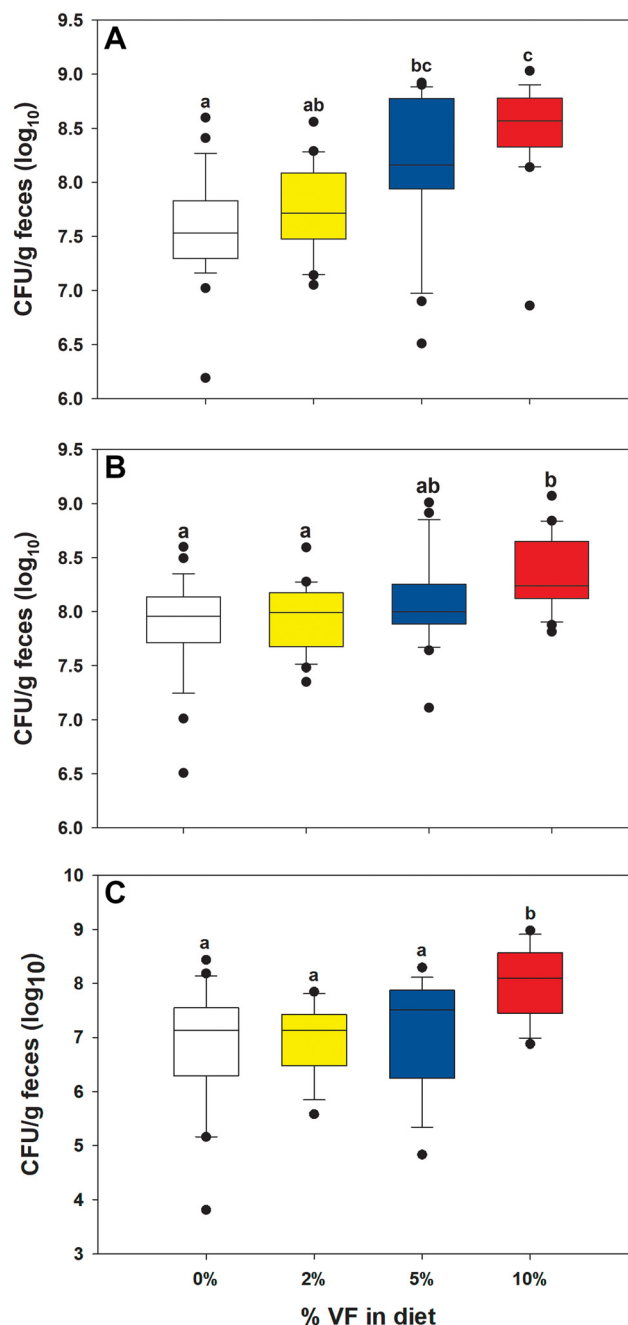 A
9.5
9.0
8.5
8.0
7.5
7.0
6.5
6.0
CFU/g feces (log10)
a
ab
bc
c
B
9.5
9.0
8.5
8.0
7.5
7.0
6.5
6.0
CFU/g feces (log10)
a
a
ab
b
C
10
9
8
7
6
5
4
3
CFU/g feces (log10)
a
a
a
b
0% 2% 5% 10%
% VF in diet